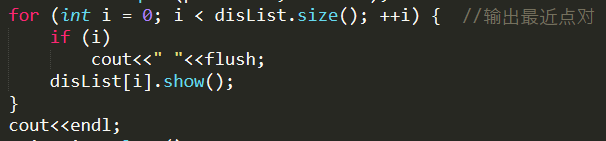 for (int i = 0; i < disList.size(); ++i) {  //输出最近点对
    if (i)
        cout<<" "<<flush;
    disList[i].show();
}
cout<<endl;